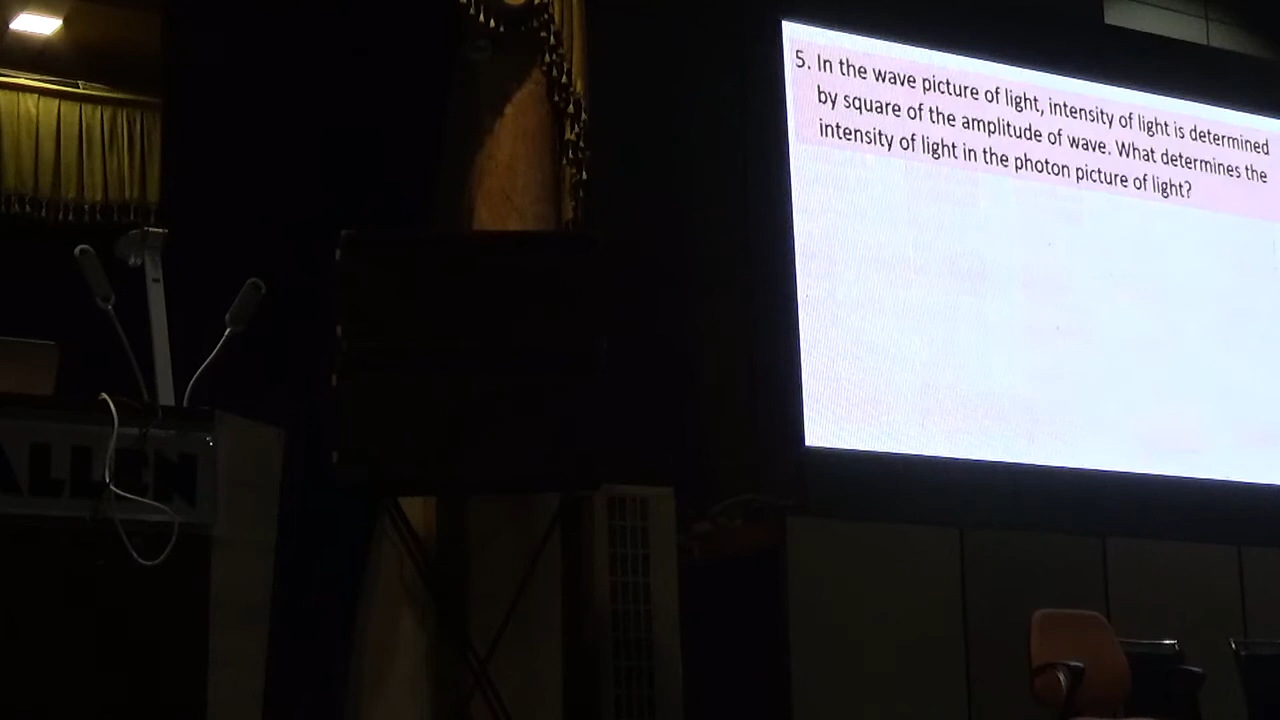 5. In the wave picture of light, intensity of light is determined
by square of the amplitude of wave. What determines the
intensity of light in the photon picture of light?
ALLEN